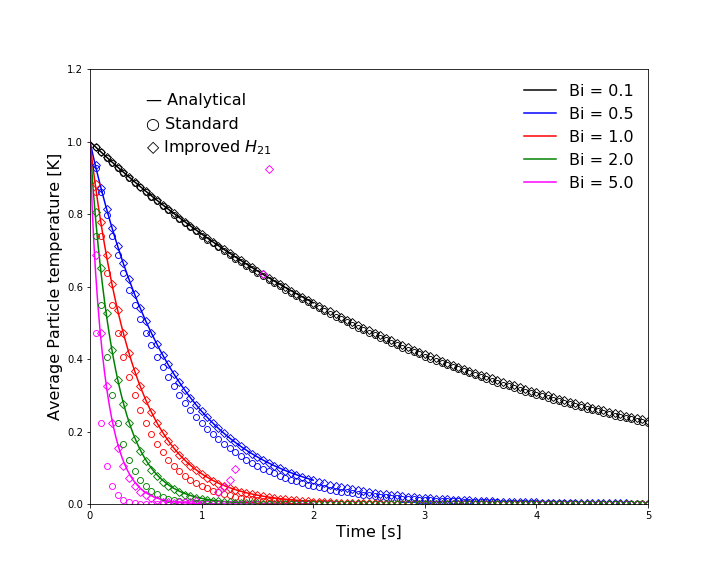 1.2
1.0
0.8
0.6
0.4
0.2
0.0
Average Particle temperature [K]
— Analytical
Standard
Improved H₂₁
Bi = 0.1
Bi = 0.5
Bi = 1.0
Bi = 2.0
Bi = 5.0
0 1 2 3 4 5
Time [s]